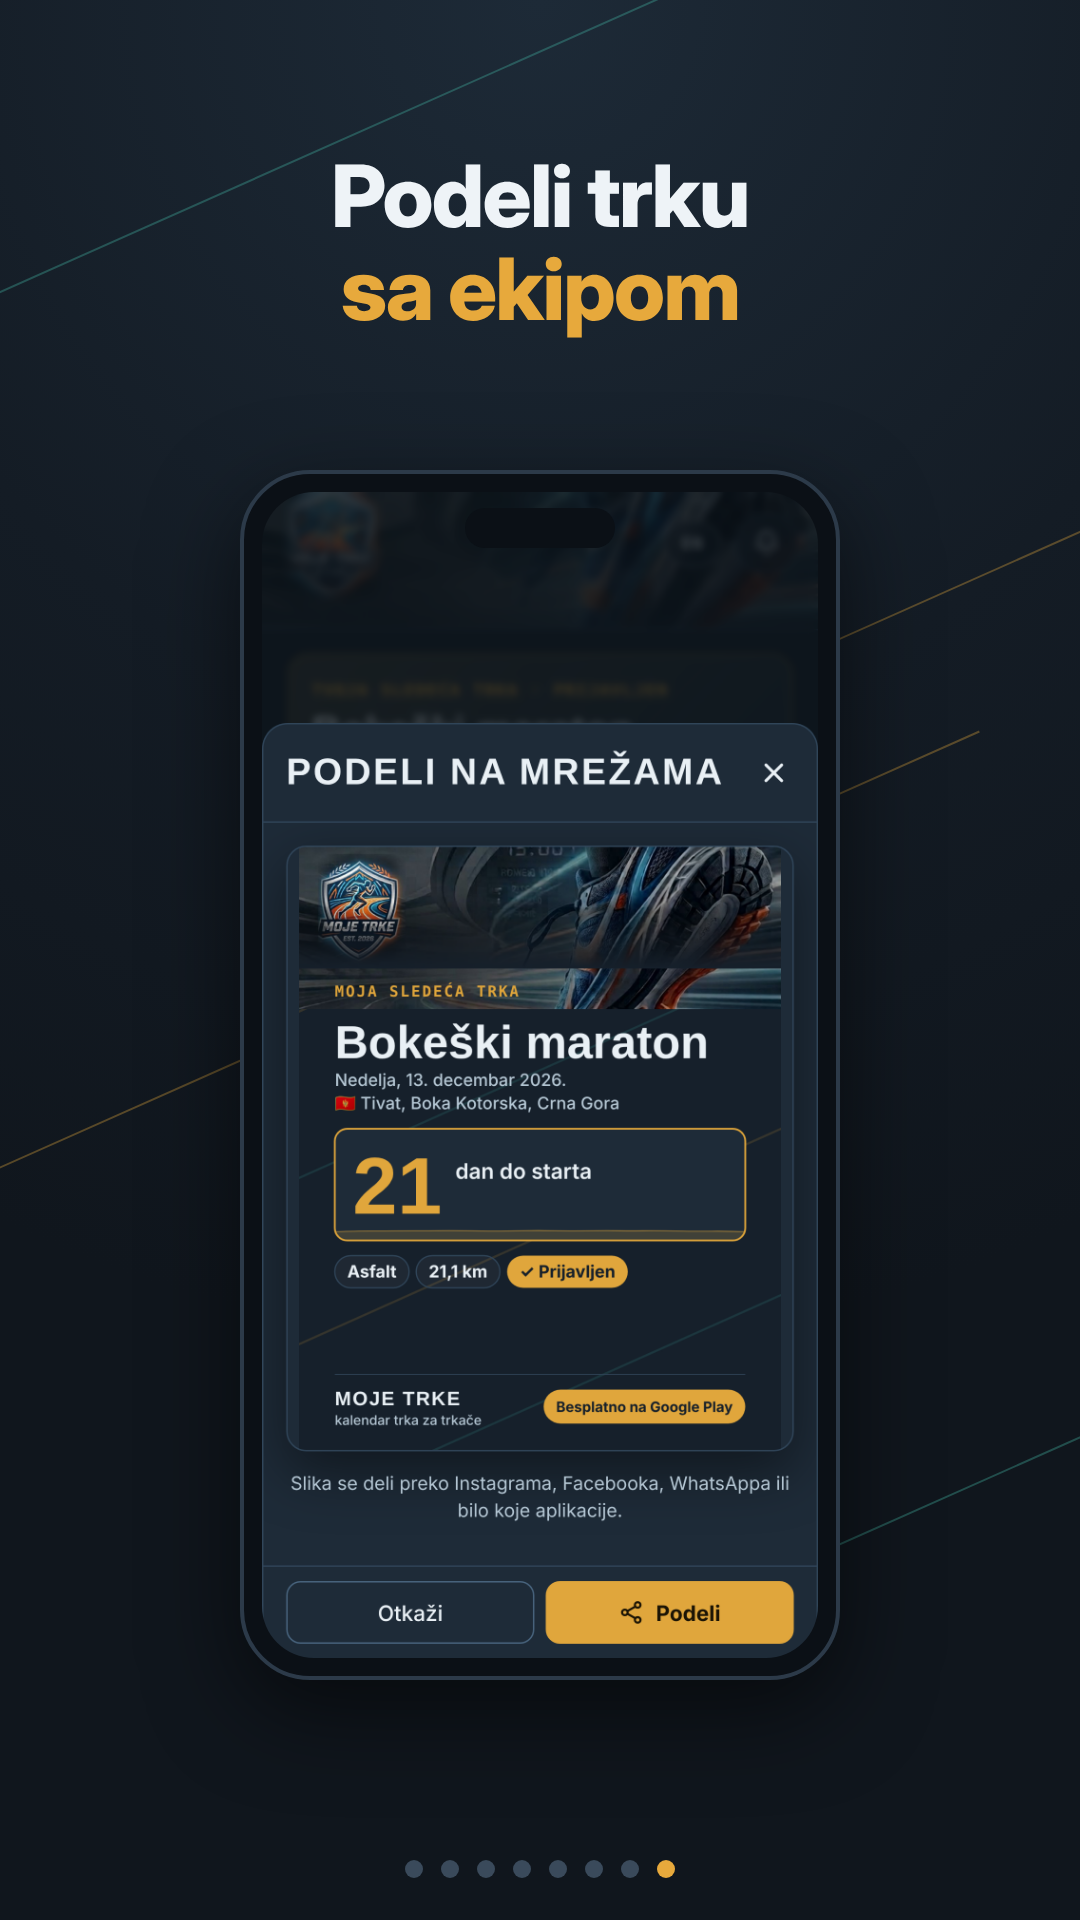 Podeli trku
sa ekipom
PODELI NA MREŽAMA
MOJE TRKE
EST. 2026
MOJA SLEDEĆA TRKA
Bokeški maraton
Nedelja, 13. decembar 2026.
Tivat, Boka Kotorska, Crna Gora
21 dan do starta
Asfalt 21,1 km ✓ Prijavljen
MOJE TRKE
kalendar trka za trkače
Besplatno na Google Play
Slika se deli preko Instagrama, Facebooka, WhatsAppa ili
bilo koje aplikacije.
Otkaži
Podeli